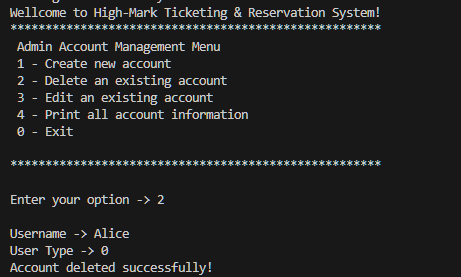 Wellcome to High-Mark Ticketing & Reservation System!
*****************************************************
Admin Account Management Menu
1 - Create new account
2 - Delete an existing account
3 - Edit an existing account
4 - Print all account information
0 - Exit
*****************************************************
Enter your option -> 2
Username -> Alice
User Type -> 0
Account deleted successfully!